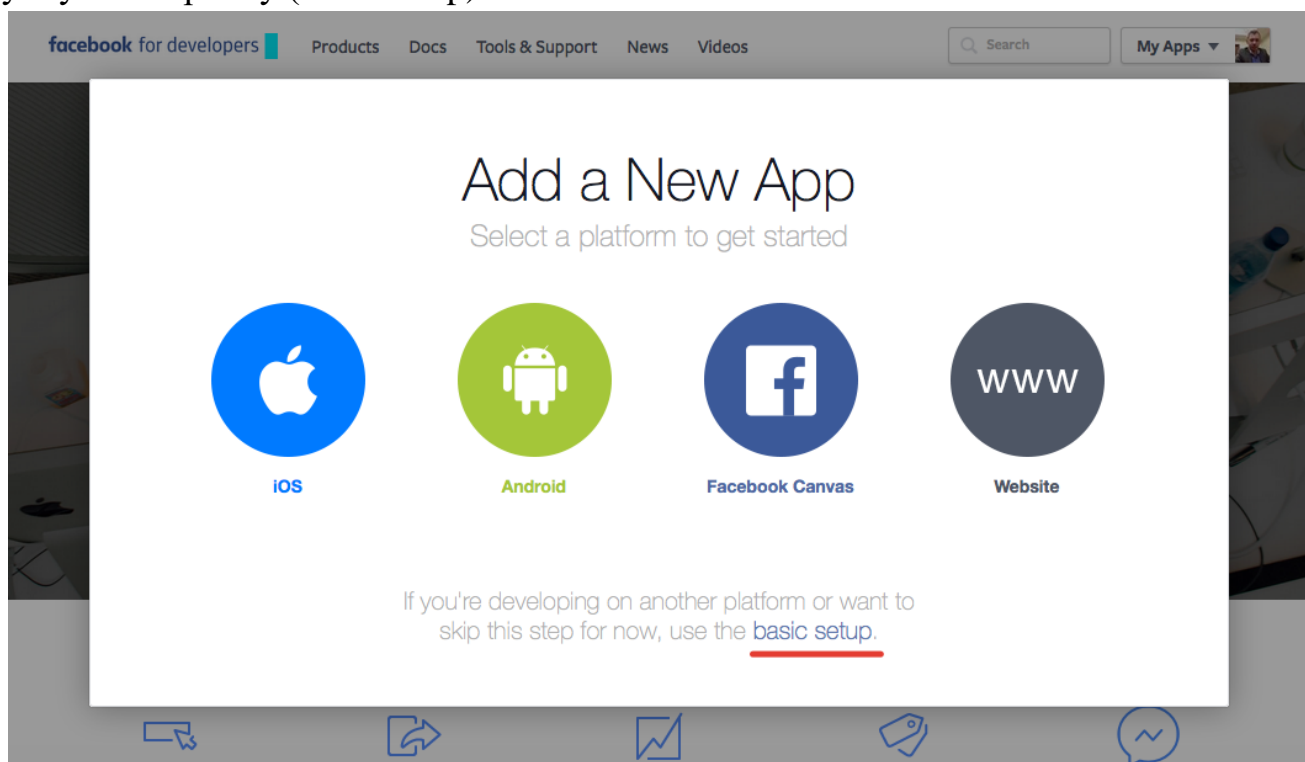 facebook for developers Products Docs Tools & Support News Videos Search My Apps
Add a New App
Select a platform to get started
www
iOS Android Facebook Canvas Website
If you're developing on another platform or want to
skip this step for now, use the basic setup.